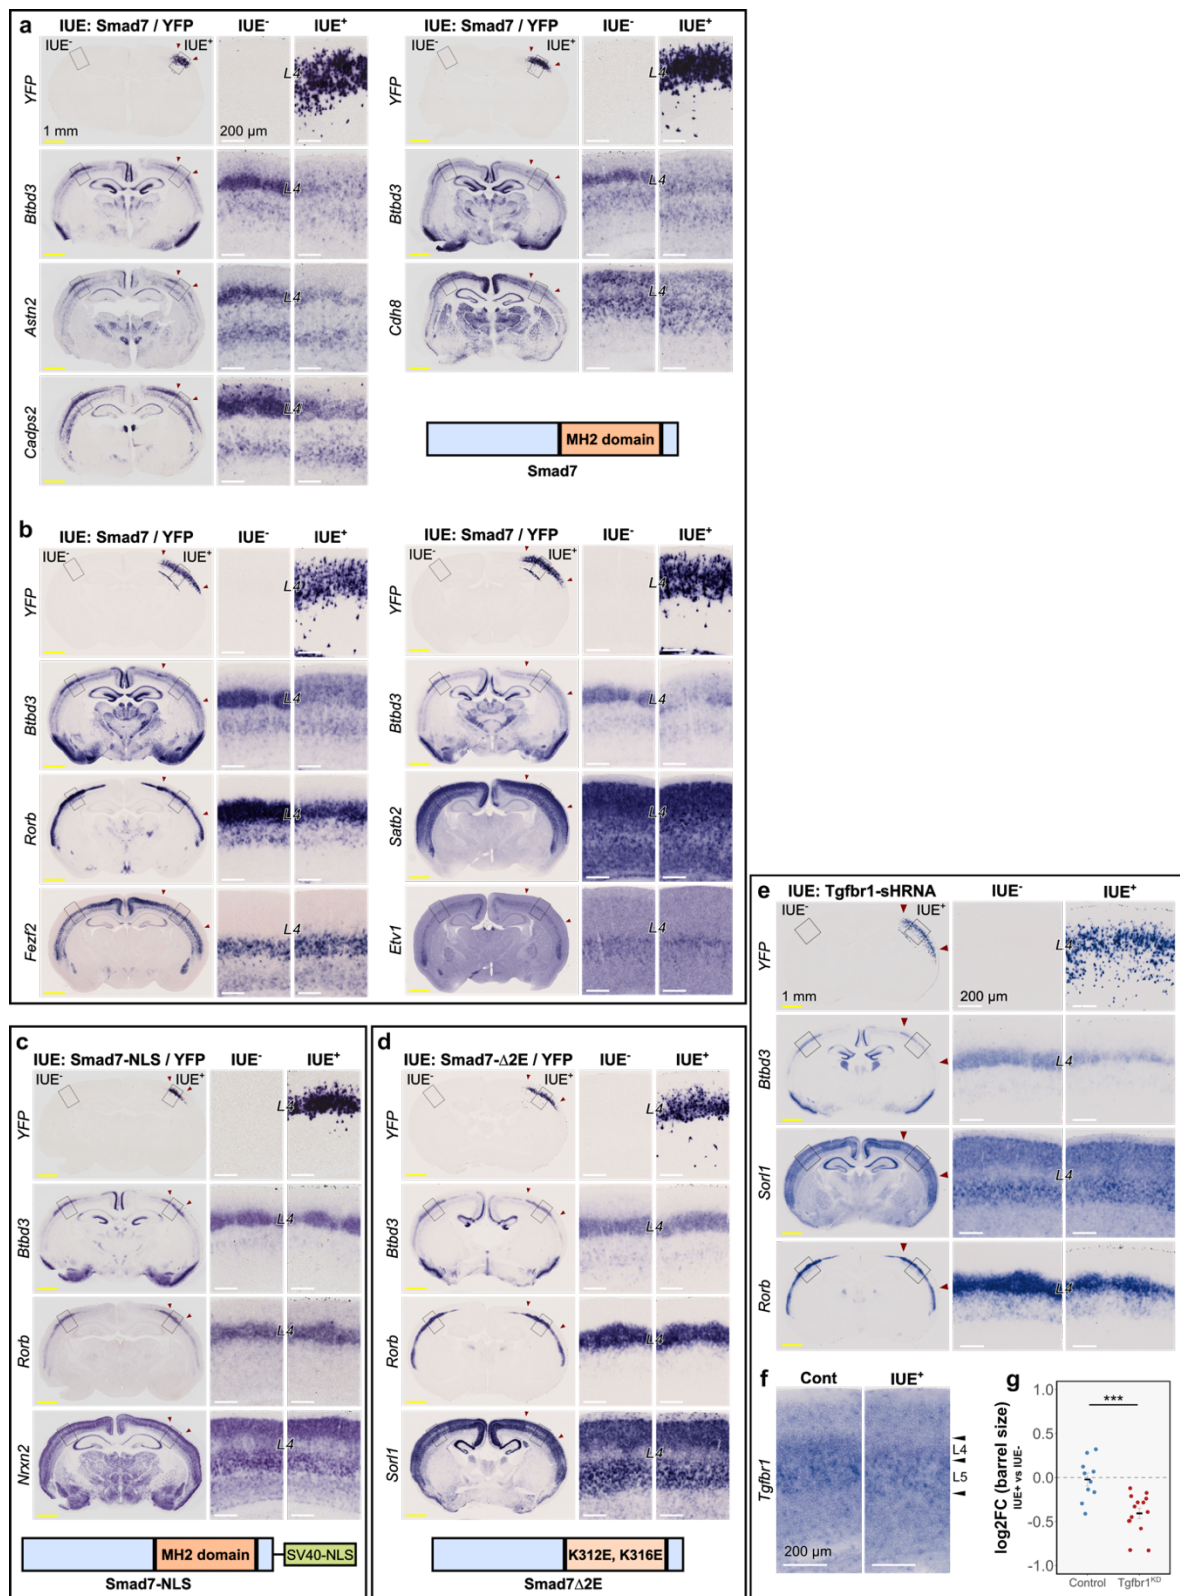 a
IUE: Smad7 / YFP IUE- IUE+
IUE- IUE+
YFP
L4
1 mm 200 µm
Btbd3
L4
Astn2
L4
Cadps2
L4
IUE: Smad7 / YFP IUE- IUE+
IUE- IUE+
YFP
L4
Btbd3
L4
Cdh8
L4
MH2 domain
Smad7
b
IUE: Smad7 / YFP IUE- IUE+
IUE- IUE+
YFP
L4
Btbd3
L4
Rorb
L4
Fezf2
L4
IUE: Smad7 / YFP IUE- IUE+
IUE- IUE+
YFP
L4
Btbd3
L4
Satb2
L4
Etv1
L4
c
IUE: Smad7-NLS / YFP IUE- IUE+
IUE- IUE+
YFP
L4
Btbd3
L4
Rorb
L4
Nrxn2
L4
MH2 domain SV40-NLS
Smad7-NLS
d
IUE: Smad7-Δ2E / YFP IUE- IUE+
IUE- IUE+
YFP
L4
Btbd3
L4
Rorb
L4
Sorl1
L4
K312E, K316E
Smad7Δ2E
e
IUE: Tgfbr1-sHRNA IUE- IUE+
IUE- IUE+
YFP
L4
1 mm 200 µm
Btbd3
L4
Sorl1
L4
Rorb
L4
f
Cont IUE+
Tgfbr1
L4
L5
200 µm
g
log2FC (barrel size)
IUE+ vs IUE-
1.0
0.5
0.0
-0.5
-1.0
***
Control Tgfbr1KD